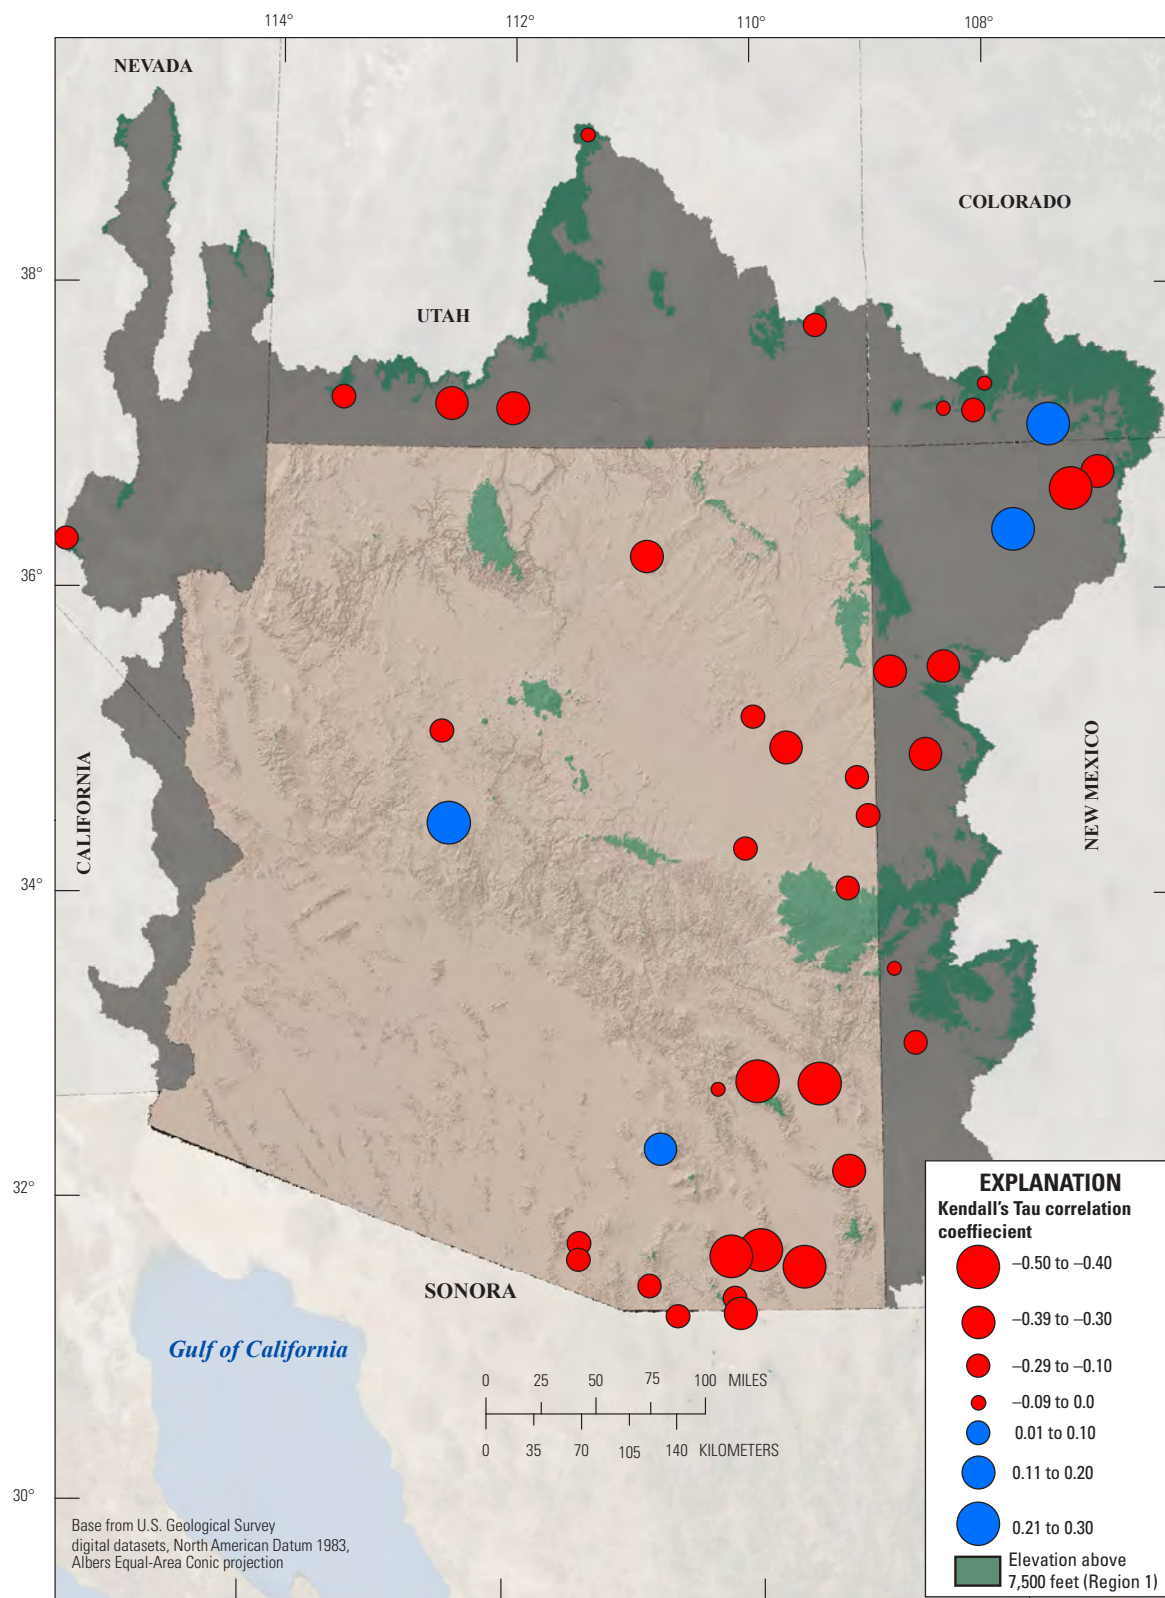 114°
112°
110°
108°
NEVADA
COLORADO
38°
UTAH
36°
CALIFORNIA
NEW MEXICO
34°
32°
SONORA
Gulf of California
0 25 50 75 100 MILES
0 35 70 105 140 KILOMETERS
30°
Base from U.S. Geological Survey
digital datasets, North American Datum 1983,
Albers Equal-Area Conic projection
EXPLANATION
Kendall's Tau correlation
coeffiecient
–0.50 to –0.40
–0.39 to –0.30
–0.29 to –0.10
–0.09 to 0.0
0.01 to 0.10
0.11 to 0.20
0.21 to 0.30
Elevation above
7,500 feet (Region 1)